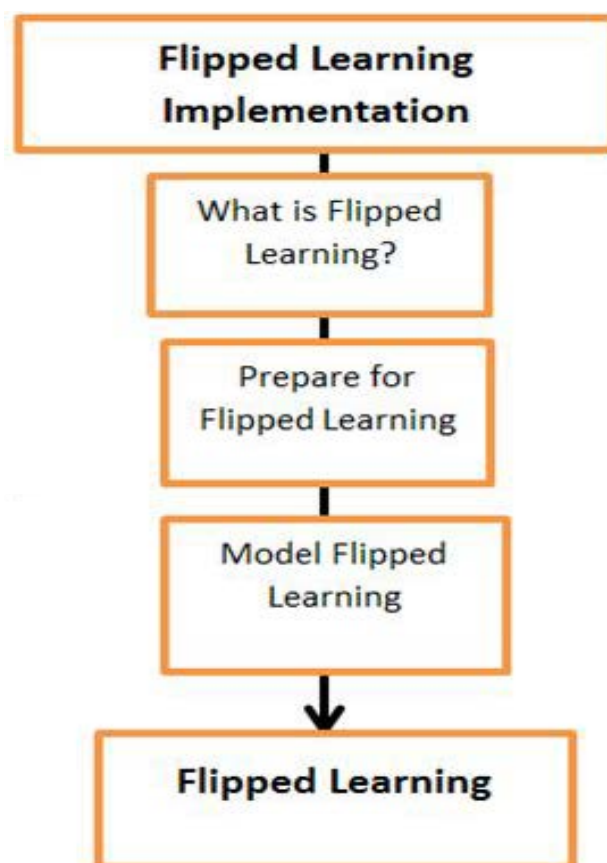 Flipped Learning
Implementation
What is Flipped
Learning?
Prepare for
Flipped Learning
Model Flipped
Learning
Flipped Learning